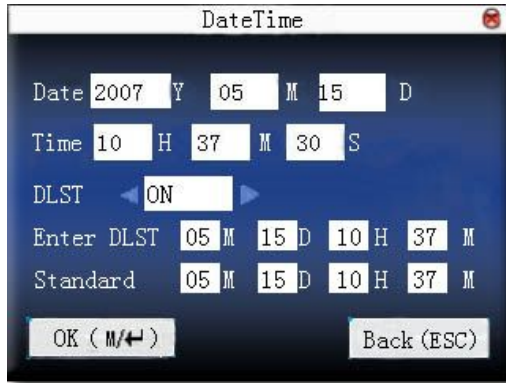 DateTime
Date 2007 Y 05 M 15 D
Time 10 H 37 M 30 S
DLST ON
Enter DLST 05 M 15 D 10 H 37 M
Standard 05 M 15 D 10 H 37 M
OK (M/↵) Back(ESC)